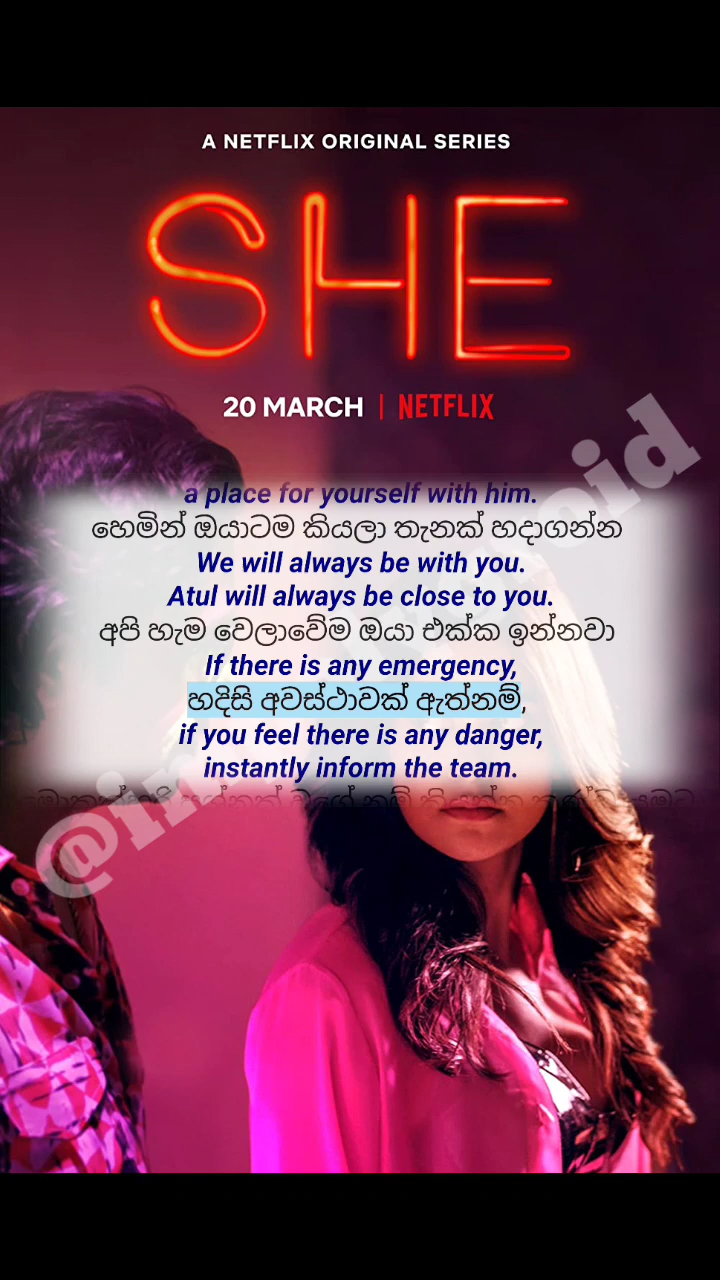 A NETFLIX ORIGINAL SERIES
SHE
20 MARCH | NETFLIX
a place for yourself with him.
හෙමින් ඔයාටම කියලා තැනක් හදාගන්න
We will always be with you.
Atul will always be close to you.
අපි හැම වෙලාවේම ඔයා එක්ක ඉන්නවා
If there is any emergency,
හදිසි අවස්ථාවක් ඇත්නම්,
if you feel there is any danger,
instantly inform the team.